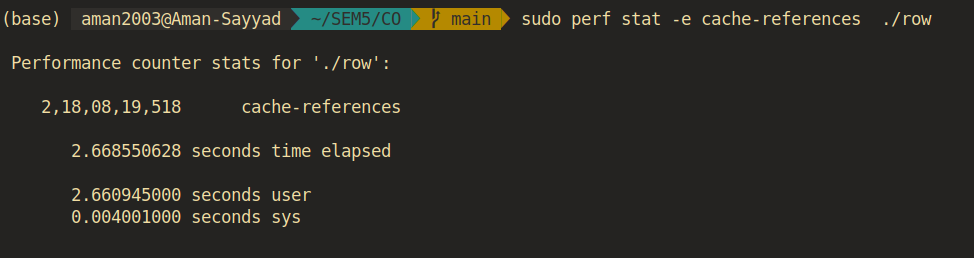 (base) aman2003@Aman-Sayyad ~/SEM5/CO main sudo perf stat -e cache-references ./row
Performance counter stats for './row':
2,18,08,19,518 cache-references
2.668550628 seconds time elapsed
2.660945000 seconds user
0.004001000 seconds sys